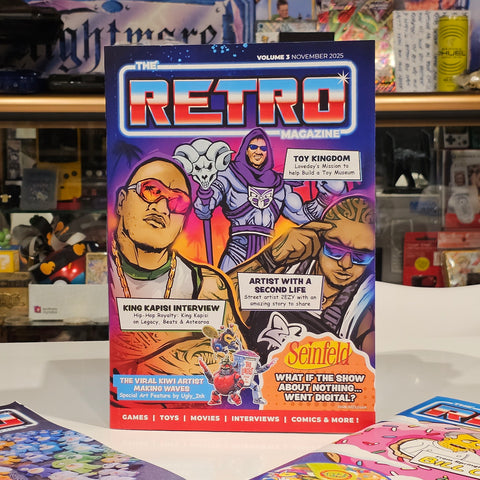 Nightmare
VOLUME 3 NOVEMBER 2025
THE
RETRO
MAGAZINE
TOY KINGDOM
Loveday's Mission to
help Build a Toy Museum
ARTIST WITH A
SECOND LIFE
Street artist ZEZY with an
amazing story to share
KING KAPISI INTERVIEW
Hip-Hop Royalty: King Kapisi
on Legacy, Beats & Aotearoa
Seinfeld
WHAT IF THE SHOW
ABOUT NOTHING...
WENT DIGITAL?
THE VIRAL KIWI ARTIST
MAKING WAVES
Special Art Feature by Ugly_Ink
GAMES | TOYS | MOVIES | INTERVIEWS | COMICS & MORE !